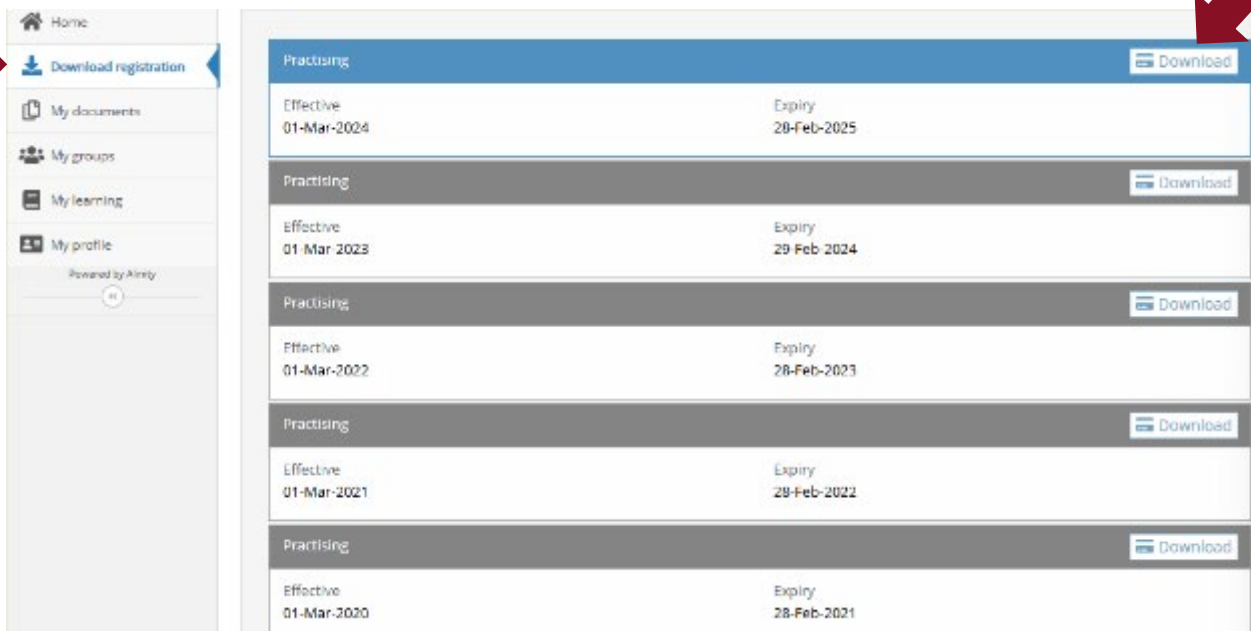 Home
Download registration
My documents
My groups
My learning
My profile
Powered by Alinity
Practising Download
Effective Expiry
01-Mar-2024 28-Feb-2025
Practising Download
Effective Expiry
01-Mar-2023 29-Feb-2024
Practising Download
Effective Expiry
01-Mar-2022 28-Feb-2023
Practising Download
Effective Expiry
01-Mar-2021 28-Feb-2022
Practising Download
Effective Expiry
01-Mar-2020 28-Feb-2021